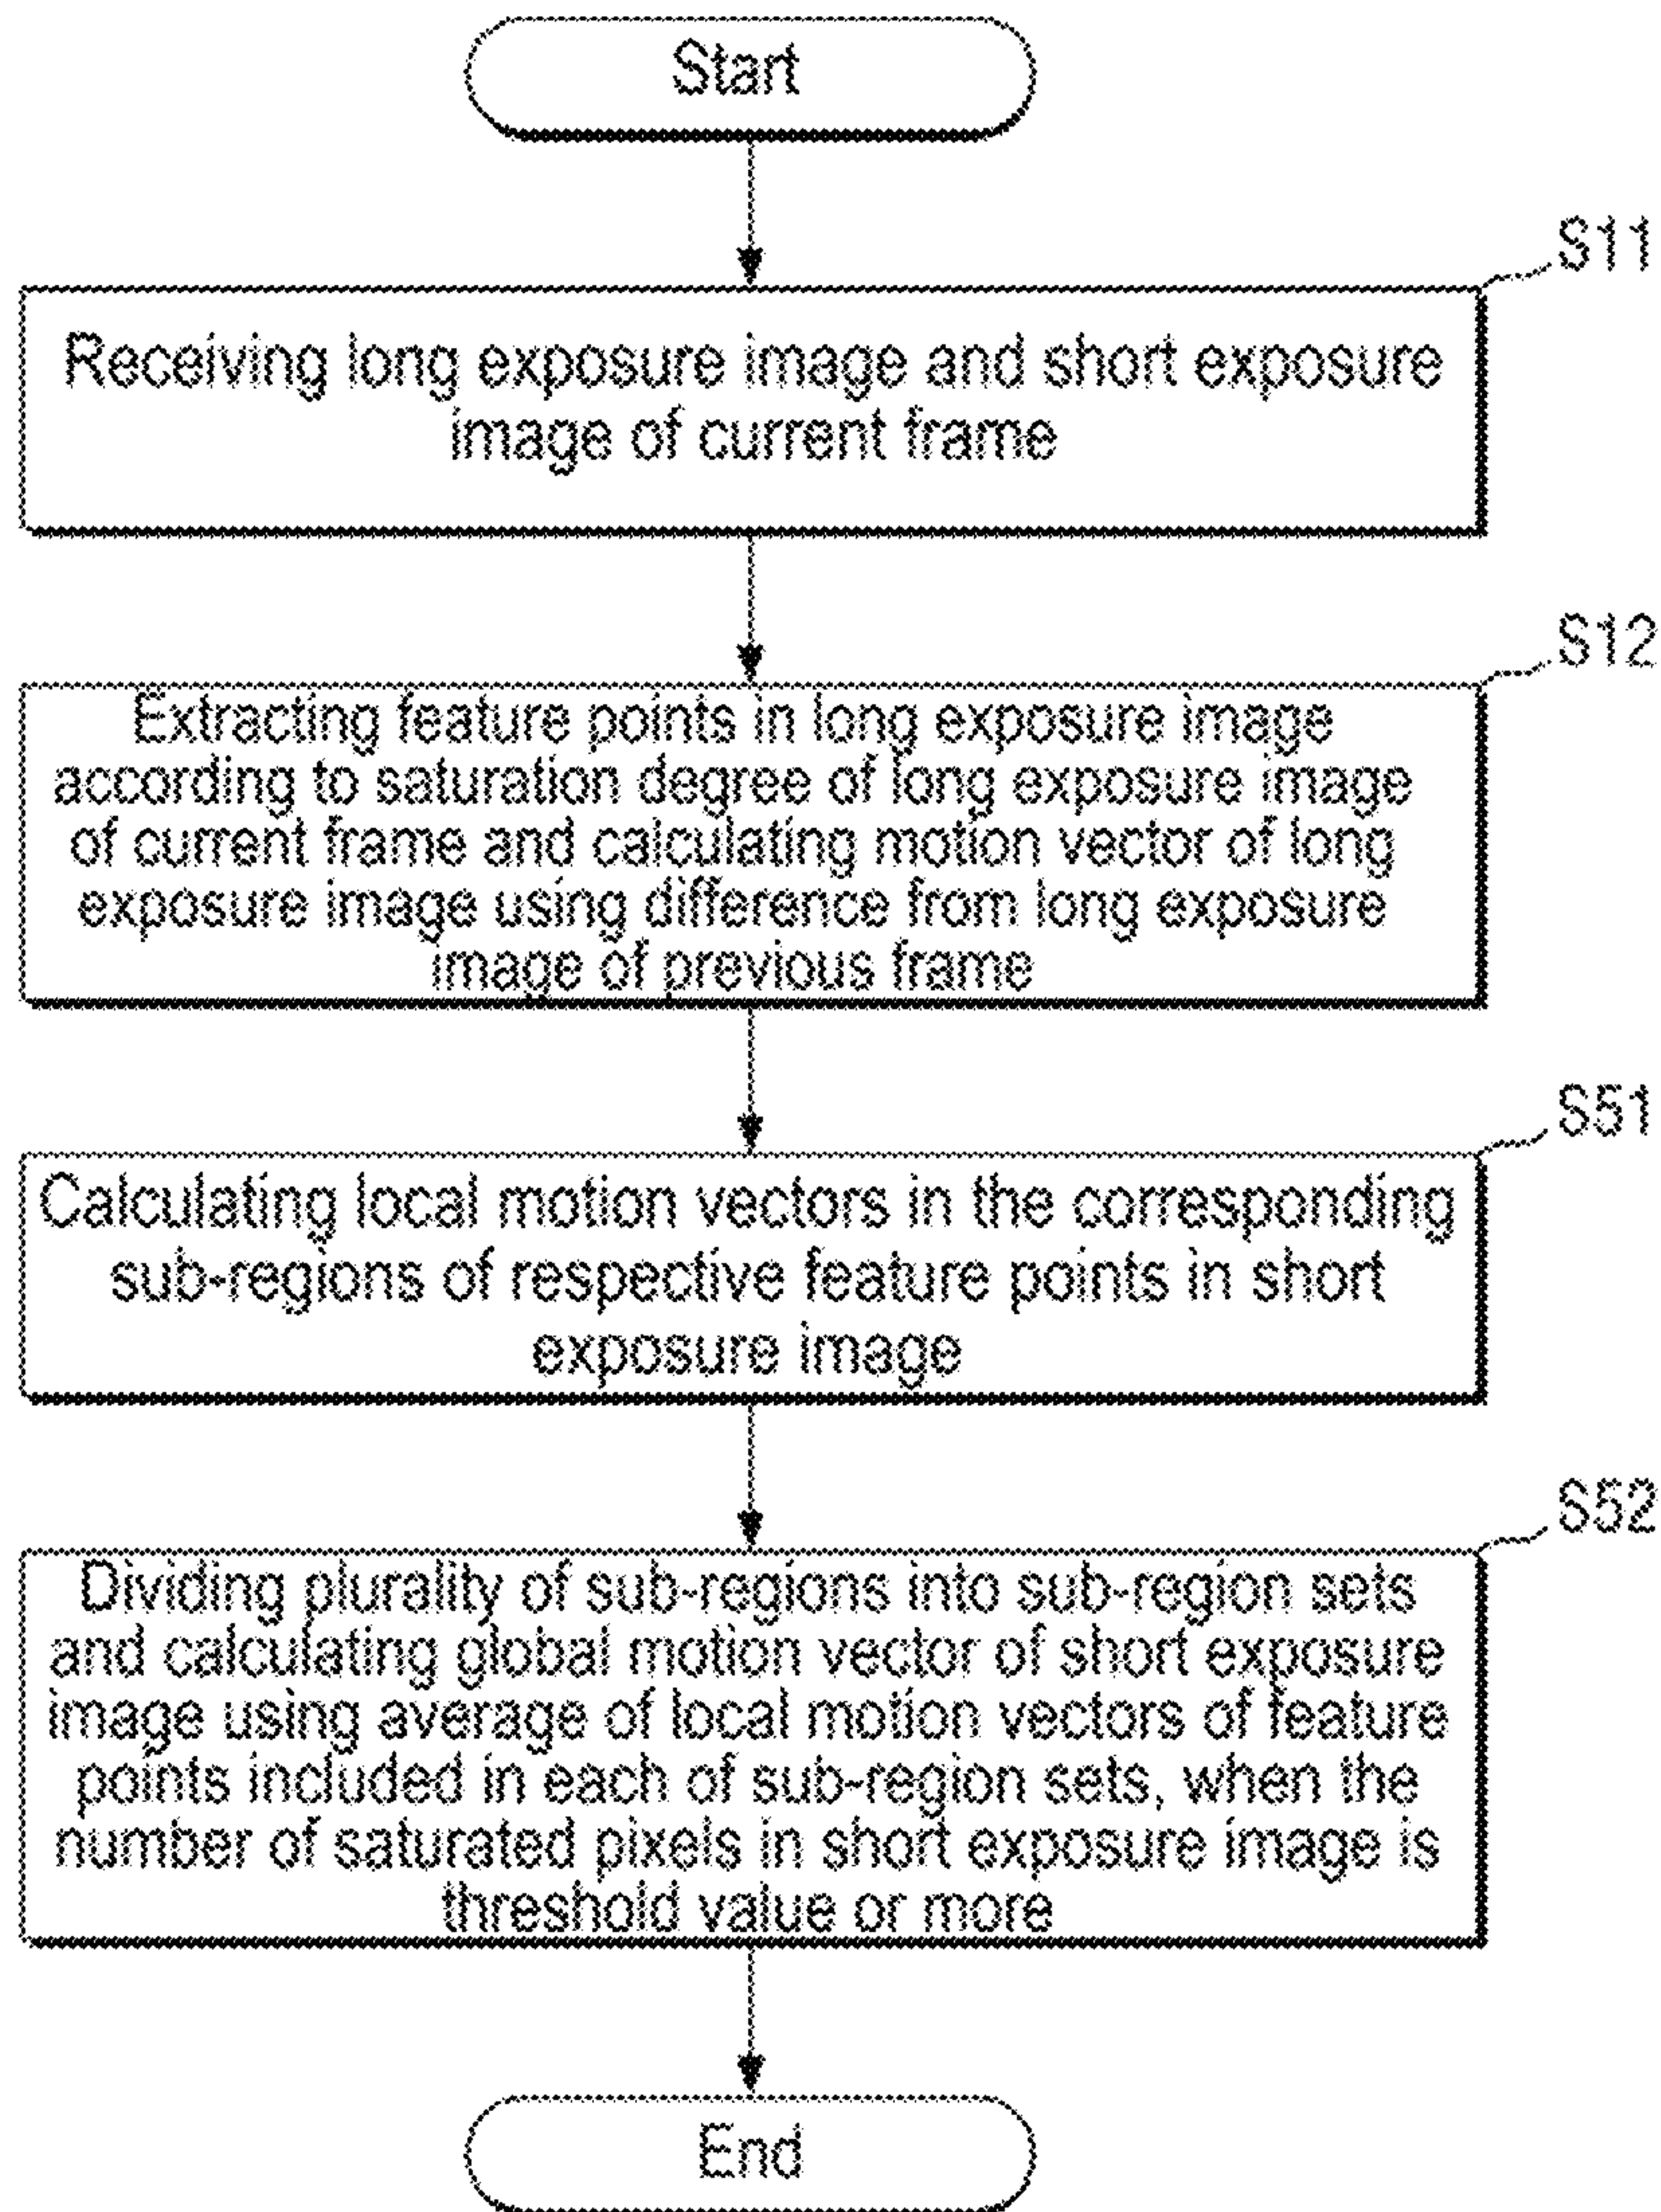 Start
S11
Receiving long exposure image and short exposure
image of current frame
S12
Extracting feature points in long exposure image
according to saturation degree of long exposure image
of current frame and calculating motion vector of long
exposure image using difference from long exposure
image of previous frame
S51
Calculating local motion vectors in the corresponding
sub-regions of respective feature points in short
exposure image
S52
Dividing plurality of sub-regions into sub-region sets
and calculating global motion vector of short exposure
image using average of local motion vectors of feature
points included in each of sub-region sets, when the
number of saturated pixels in short exposure image is
threshold value or more
End